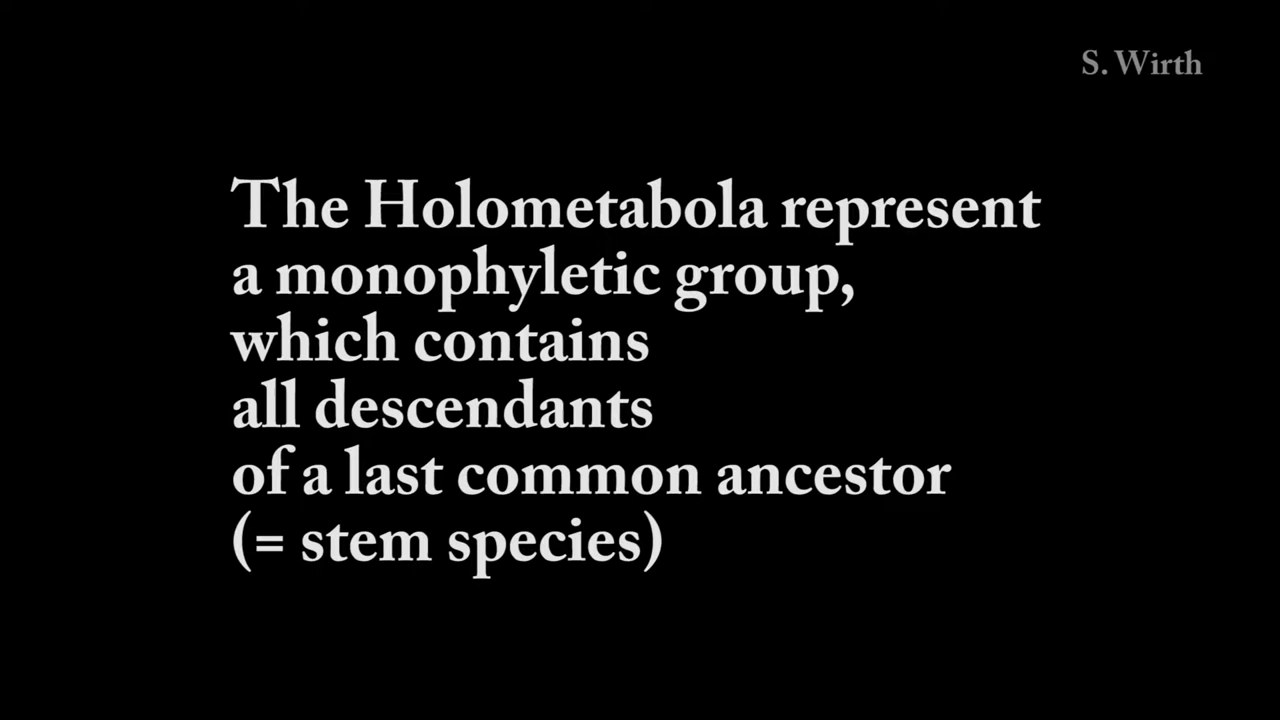 S. Wirth
The Holometabola represent
a monophyletic group,
which contains
all descendants
of a last common ancestor
(= stem species)